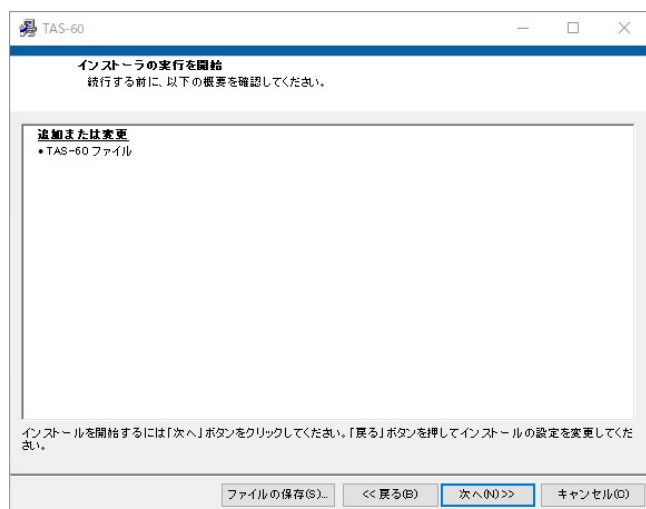 TAS-60
インストーラの実行を開始
続行する前に、以下の概要を確認してください。
追加または変更
• TAS-60 ファイル
インストールを開始するには「次へ」ボタンをクリックしてください。「戻る」ボタンを押してインストールの設定を変更してくだ
さい。
ファイルの保存(S)... << 戻る(B) 次へ(N) >> キャンセル(C)